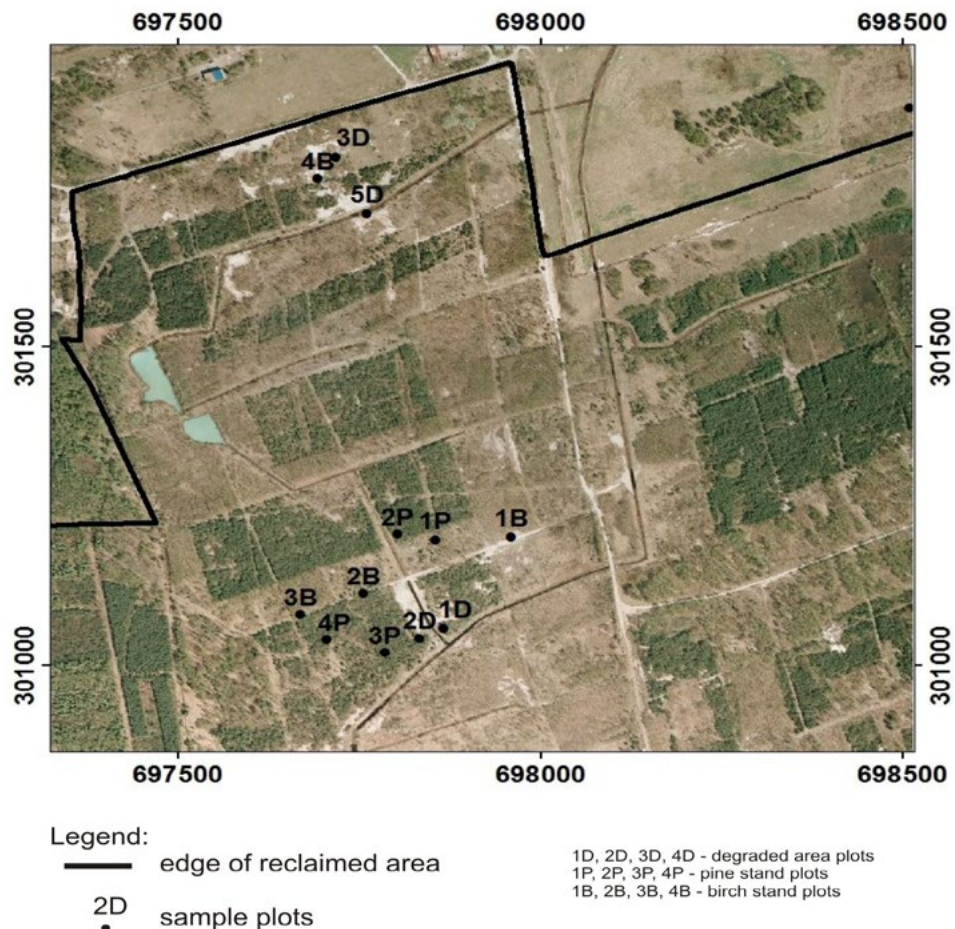 697500 698000 698500
3D
4B
5D
301500 301500
2P 1P 1B
2B
3B 2D 1D
4P 3P
301000 301000
697500 698000 698500
Legend:
edge of reclaimed area
2D
sample plots
1D, 2D, 3D, 4D - degraded area plots
1P, 2P, 3P, 4P - pine stand plots
1B, 2B, 3B, 4B - birch stand plots